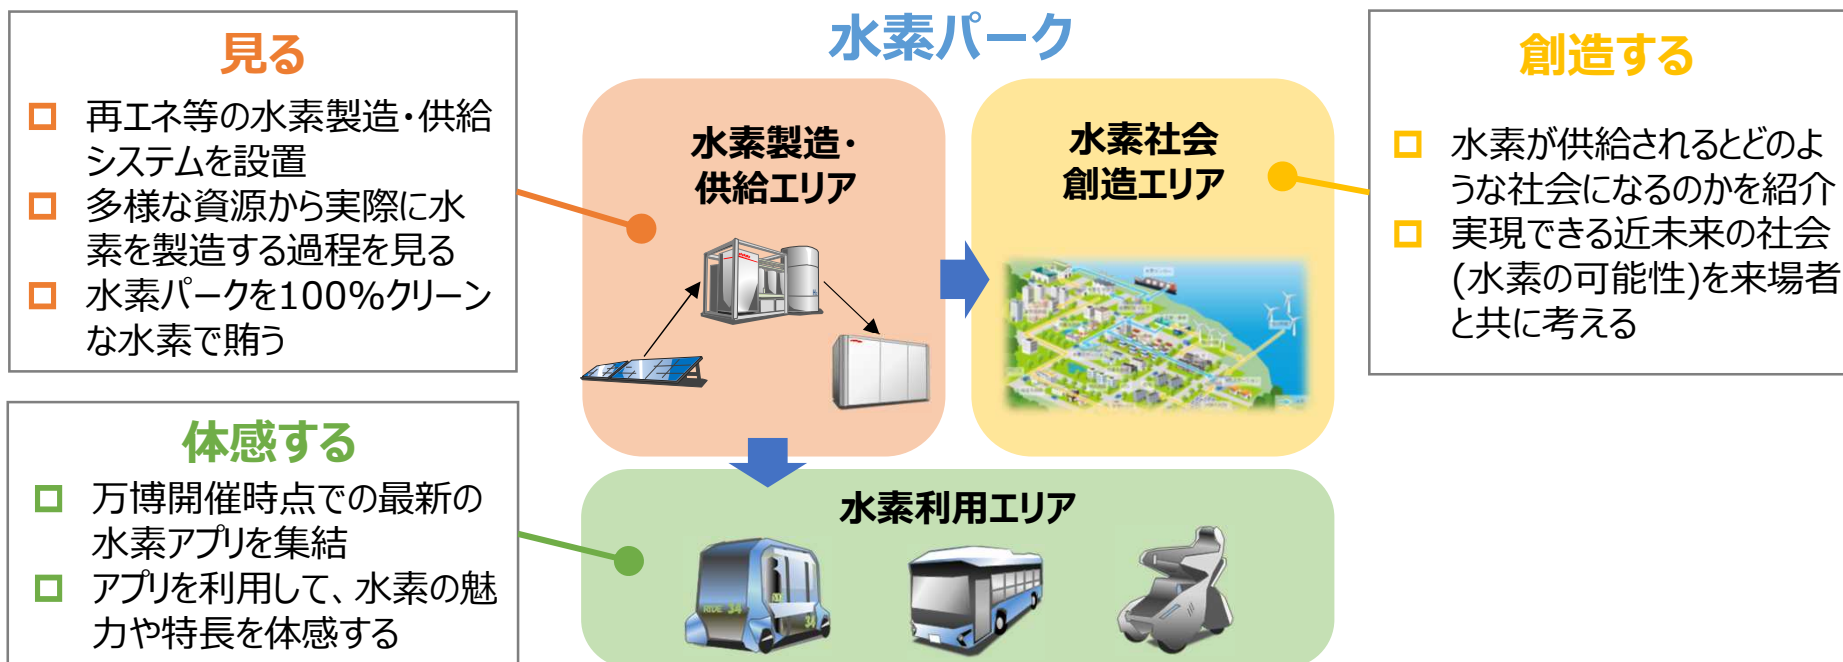 水素パーク
見る
再エネ等の水素製造・供給
システムを設置
多様な資源から実際に水
素を製造する過程を見る
水素パークを100%クリーン
な水素で賄う
水素製造・
供給エリア
水素社会
創造エリア
創造する
水素が供給されるとどのよ
うな社会になるのかを紹介
実現できる近未来の社会
(水素の可能性)を来場者
と共に考える
体感する
万博開催時点での最新の
水素アプリを集結
アプリを利用して、水素の魅
力や特長を体感する
水素利用エリア
RIDE 34
34